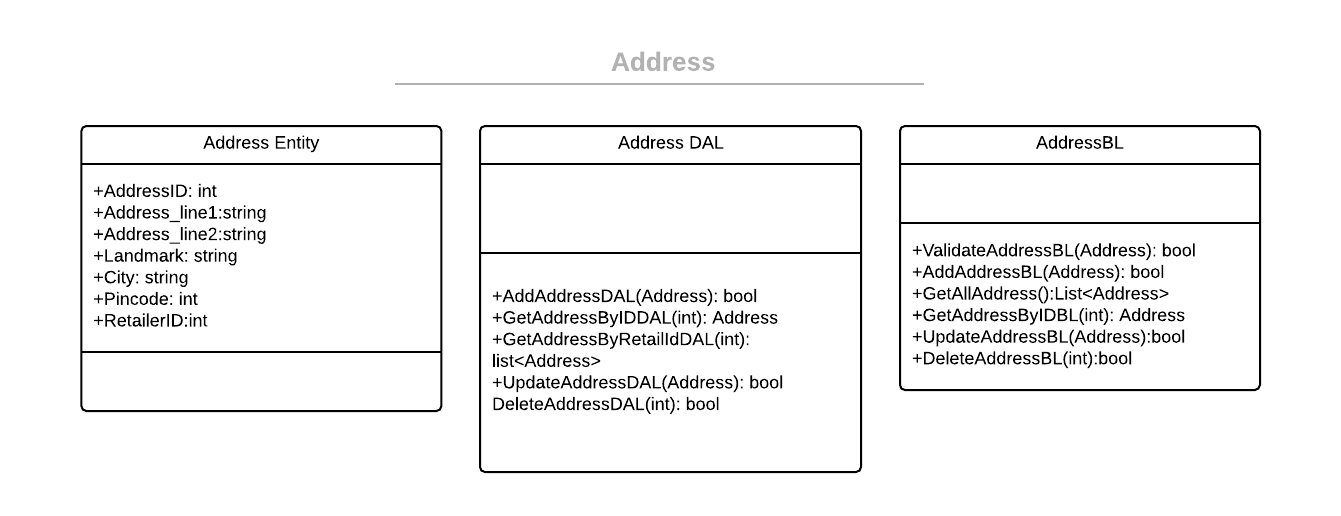 Address
Address Entity
+AddressID: int
+Address_line1:string
+Address_line2:string
+Landmark: string
+City: string
+Pincode: int
+RetailerID:int
Address DAL
+AddAddressDAL(Address): bool
+GetAddressByIDDAL(int): Address
+GetAddressByRetailIdDAL(int):
list<Address>
+UpdateAddressDAL(Address): bool
DeleteAddressDAL(int): bool
AddressBL
+ValidateAddressBL(Address): bool
+AddAddressBL(Address): bool
+GetAllAddress():List<Address>
+GetAddressByIDBL(int): Address
+UpdateAddressBL(Address):bool
+DeleteAddressBL(int):bool